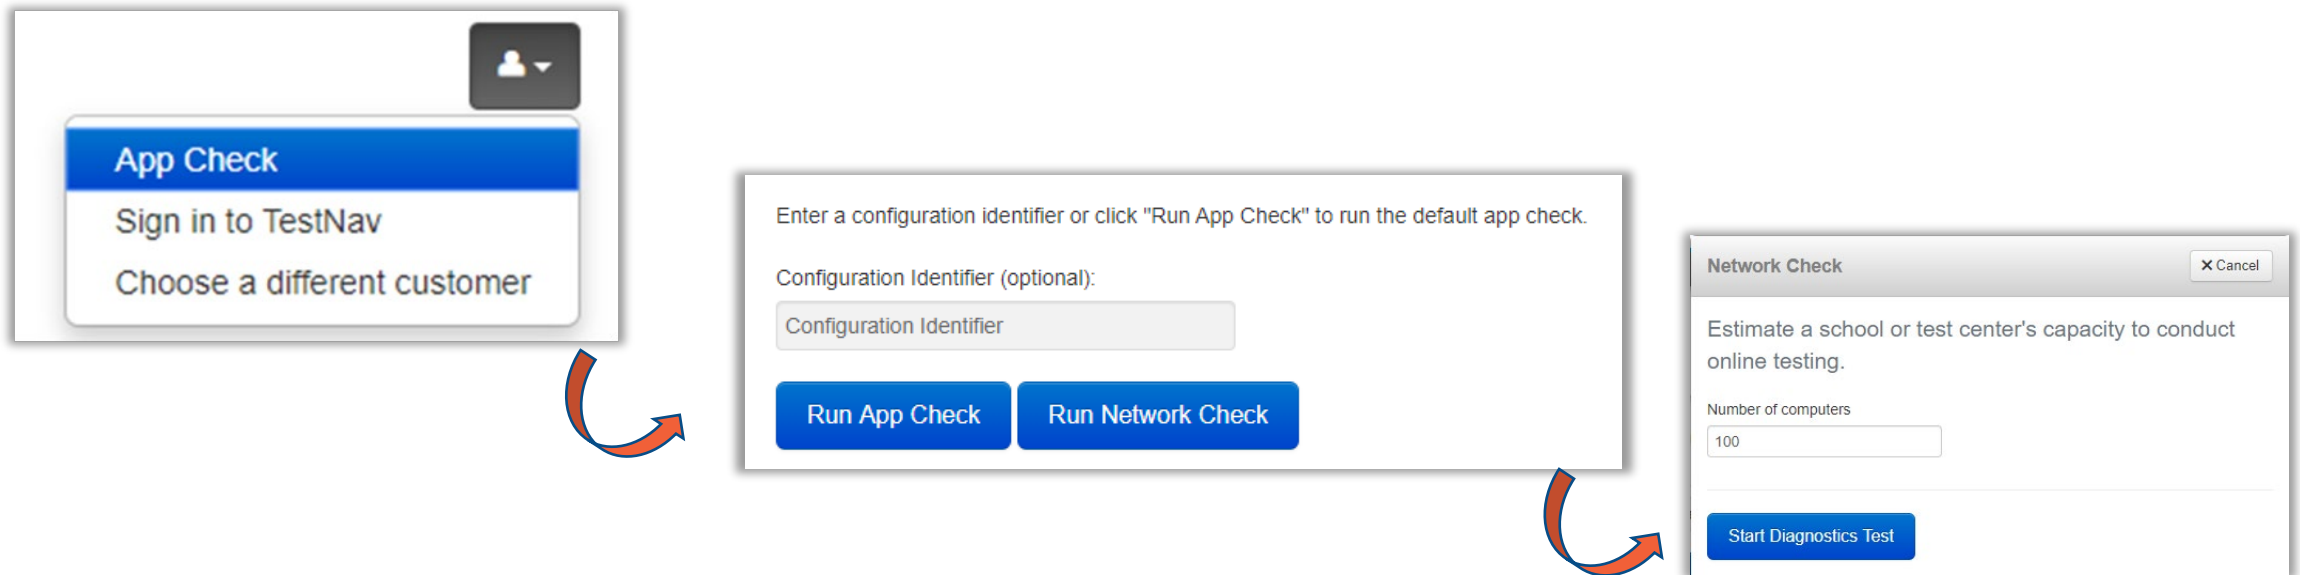 App Check
Sign in to TestNav
Choose a different customer
Enter a configuration identifier or click "Run App Check" to run the default app check.
Configuration Identifier (optional):
Configuration Identifier
Run App Check
Run Network Check
Network Check
Cancel
Estimate a school or test center's capacity to conduct
online testing.
Number of computers
100
Start Diagnostics Test